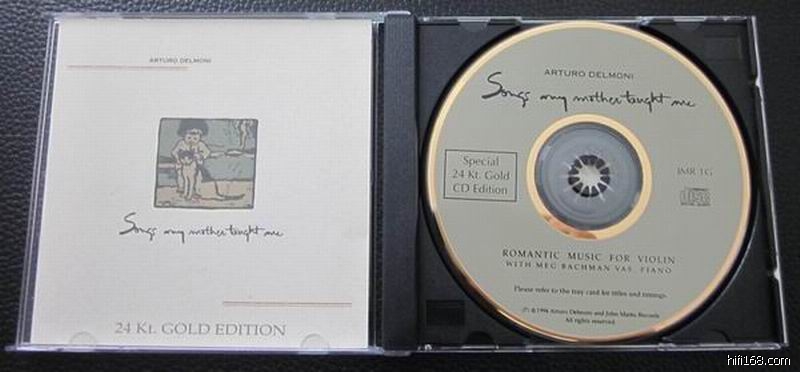 ARTURO DELMONI
Songs my mother taught me
24 Kt. GOLD EDITION
ARTURO DELMONI
Songs my mother taught me
Special
24 Kt. Gold
CD Edition
JMR 1G
ROMANTIC MUSIC FOR VIOLIN
WITH MEG BACHMAN VAS, PIANO
Please refer to the tray card for titles and timings.
All rights reserved.
hifi168.com